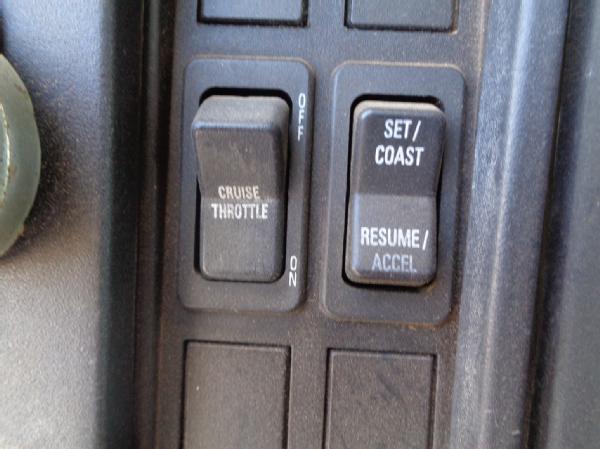 OFF
CRUISE
THROTTLE
ON
SET/
COAST
RESUME/
ACCEL